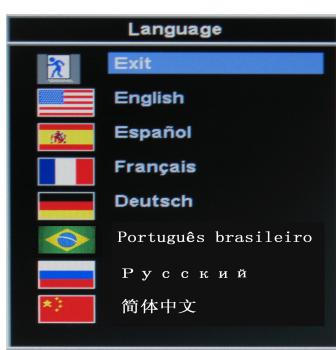 Language
Exit
English
Español
Français
Deutsch
Português brasileiro
Русский
简体中文